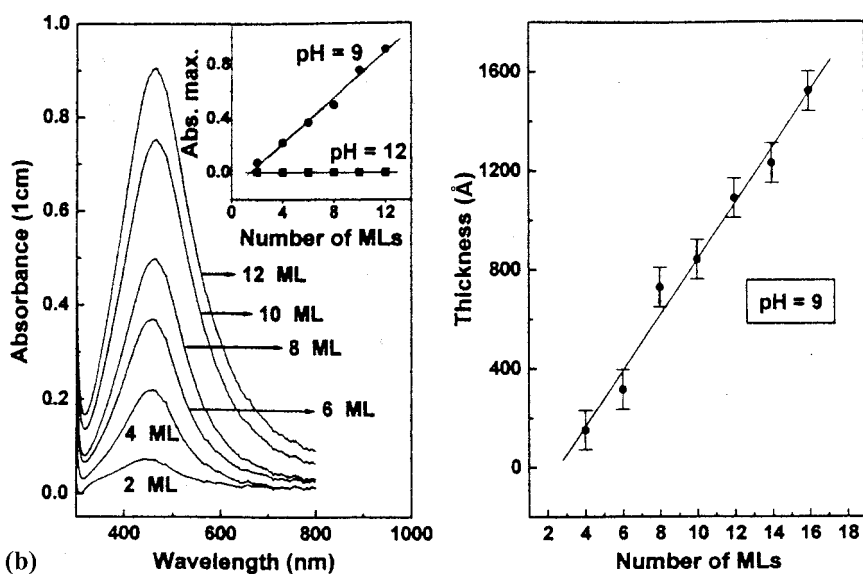 1.0
0.8
0.6
0.4
0.2
0.0
Absorbance (1cm)
400 600 800 1000
Wavelength (nm)
12 ML
10 ML
8 ML
6 ML
4 ML
2 ML
0.8
0.4
0.0
Abs. max.
pH = 9
pH = 12
0 4 8 12
Number of MLs
(b)
1600
1200
800
400
0
Thickness (Å)
pH = 9
2 4 6 8 10 12 14 16 18
Number of MLs